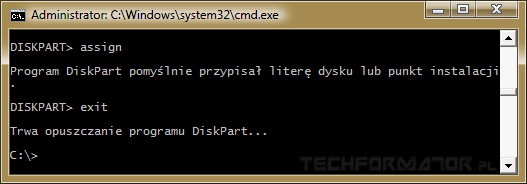 Administrator: C:\Windows\system32\cmd.exe
DISKPART> assign
Program DiskPart pomyślnie przypisał literę dysku lub punkt instalacji
.
DISKPART> exit
Trwa opuszczanie programu DiskPart...
C:\>
TECHFORMATOR.PL